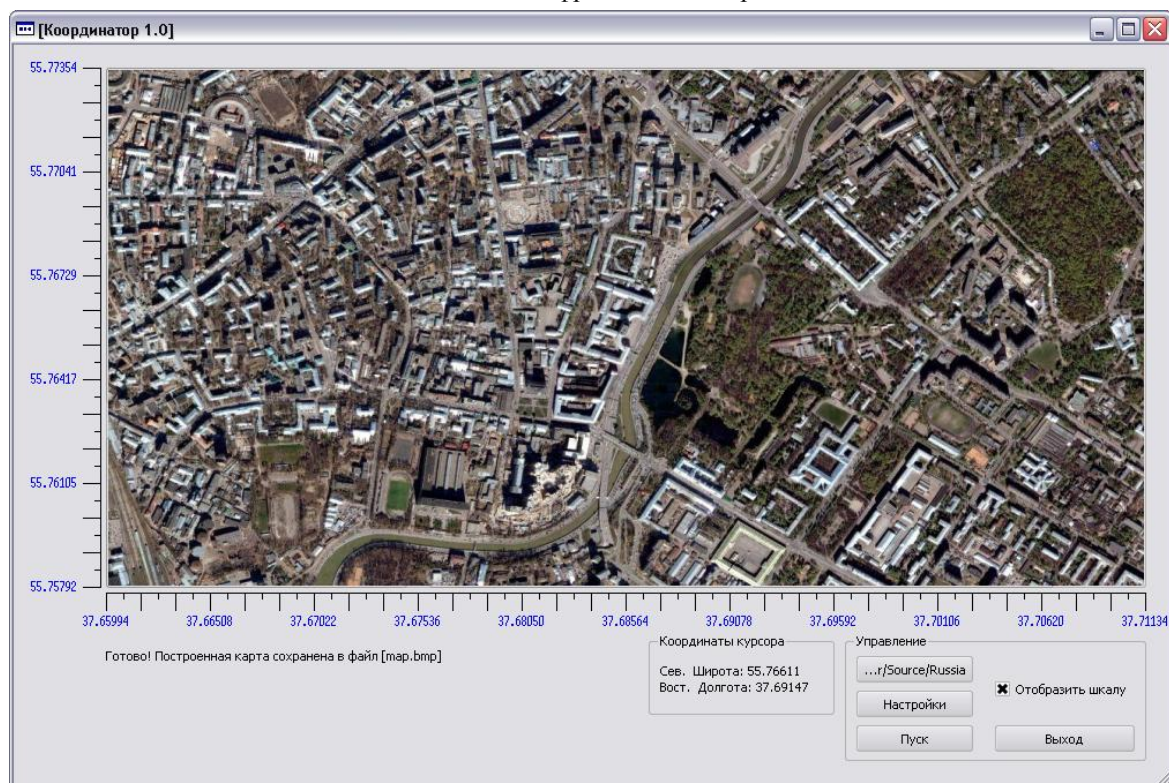 [Координатор 1.0]
55.77354
55.77041
55.76729
55.76417
55.76105
55.75792
37.65994 37.66508 37.67022 37.67536 37.68050 37.68564 37.69078 37.69592 37.70106 37.70620 37.71134
Готово! Построенная карта сохранена в файл [map.bmp]
Координаты курсора
Сев. Широта: 55.76611
Вост. Долгота: 37.69147
Управление
...r/Source/Russia
Отобразить шкалу
Настройки
Пуск
Выход